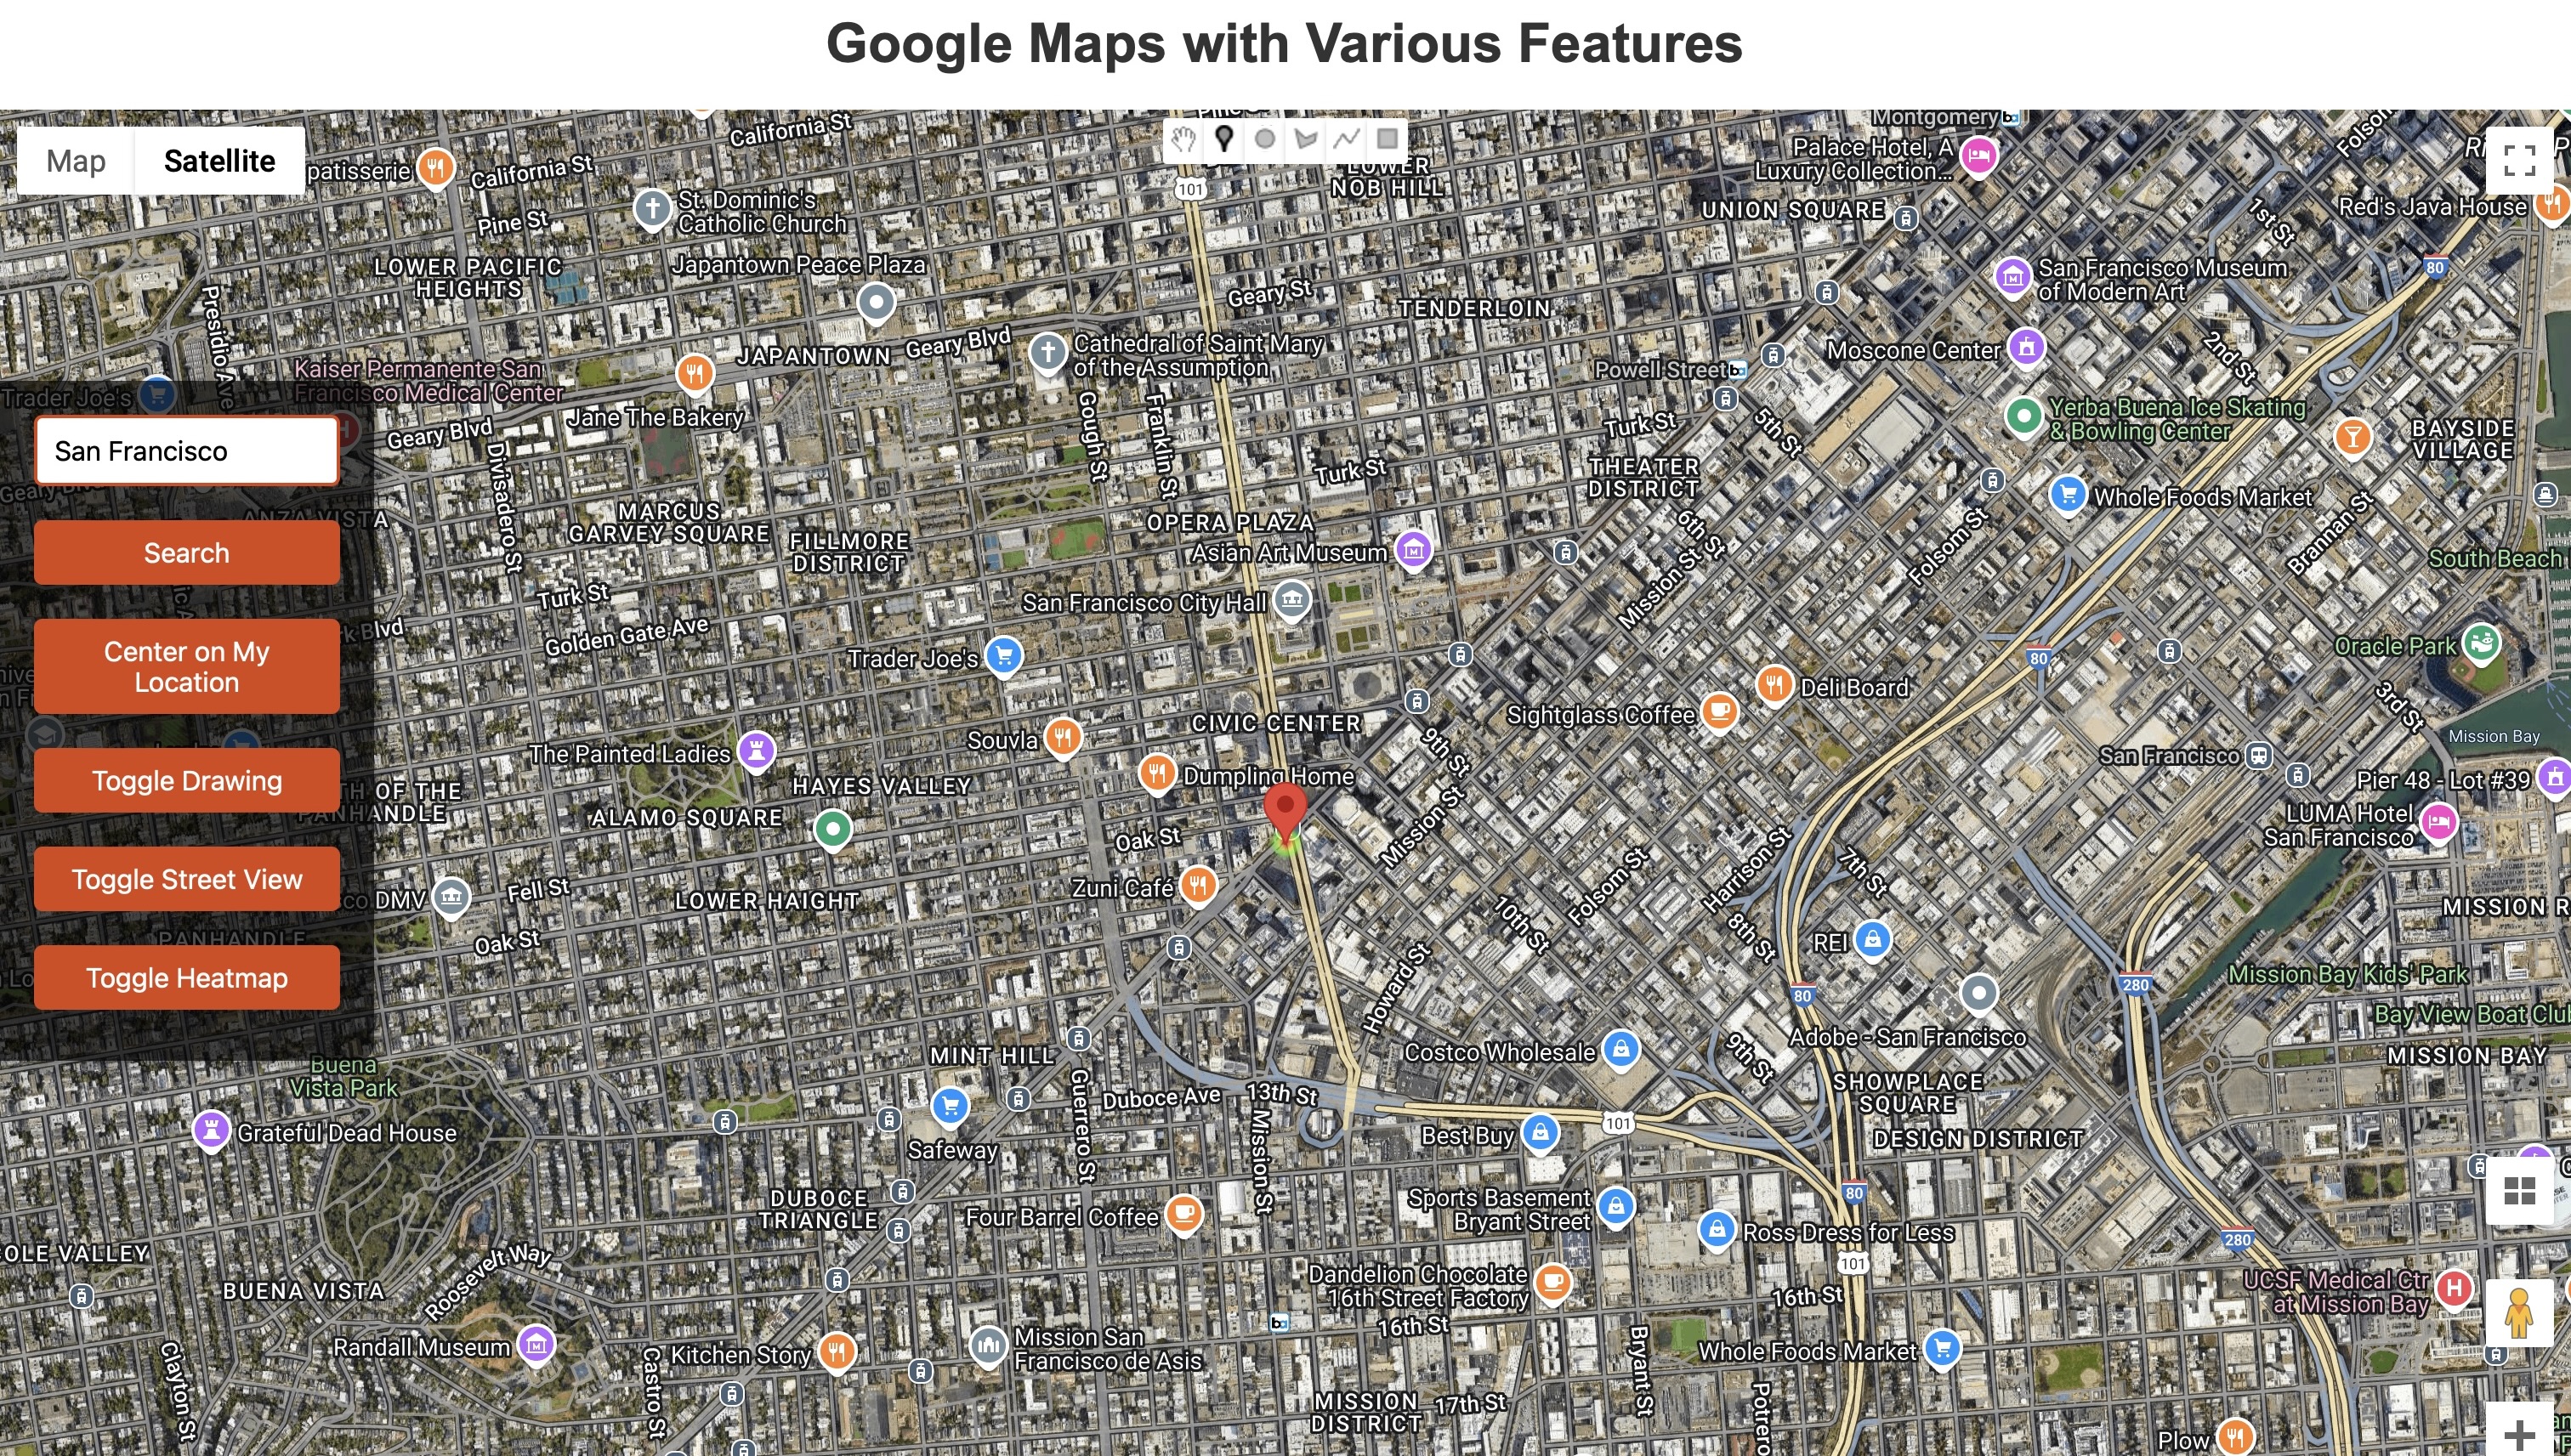 Google Maps with Various Features
Map
Satellite
California St
Montgomery
Folsom
patisserie
California St
Pine St
St. Dominic's
Catholic Church
101
LOWER
NOB HILL
Palace Hotel, A
Luxury Collection...
UNION SQUARE
1st St
Red's Java House
LOWER PACIFIC
HEIGHTS
Japantown Peace Plaza
Geary St
TENDERLOIN
San Francisco Museum
of Modern Art
80
Presidio Ave
JAPANTOWN
Geary Blvd
Cathedral of Saint Mary
of the Assumption
Powell Street
Moscone Center
2nd St
Kaiser Permanente San
Francisco Medical Center
Trader Joe's
Jane The Bakery
Gough St
Franklin St
Turk St
5th St
Yerba Buena Ice Skating
& Bowling Center
BAYSIDE
VILLAGE
San Francisco
Geary Blvd
Divisadero St
Turk St
THEATER
DISTRICT
Whole Foods Market
Geary Blvd
ANZA VISTA
MARCUS
GARVEY SQUARE
FILLMORE
DISTRICT
OPERA PLAZA
Asian Art Museum
6th St
Mission St
Folsom St
Brannan St
South Beach
Search
Turk St
Golden Gate Ave
San Francisco City Hall
Trader Joe's
80
Oracle Park
Center on My
Location
Deli Board
Sightglass Coffee
3rd St
CIVIC CENTER
Souvla
The Painted Ladies
9th St
San Francisco
Mission Bay
Toggle Drawing
TH OF THE
PANHANDLE
HAYES VALLEY
Dumpling Home
Pier 48 - Lot #39
ALAMO SQUARE
Oak St
Mission St
Harrison St
7th St
LUMA Hotel
San Francisco
Toggle Street View
co DMV
Fell St
LOWER HAIGHT
Zuni Café
Folsom St
10th St
8th St
MISSION R
PANHANDLE
Oak St
REI
Toggle Heatmap
Howard St
80
280
Mission Bay Kids' Park
Bay View Boat Club
Buena
Vista Park
MINT HILL
Costco Wholesale
9th St
Adobe - San Francisco
MISSION BAY
Guerrero St
Duboce Ave
13th St
Mission St
101
SHOWPLACE
SQUARE
Grateful Dead House
Safeway
Best Buy
DESIGN DISTRICT
DUBOCE
TRIANGLE
Four Barrel Coffee
Sports Basement
Bryant Street
80
Ross Dress for Less
280
OLE VALLEY
BUENA VISTA
Roosevelt Way
Dandelion Chocolate
16th Street Factory
101
16th St
UCSF Medical Ctr
at Mission Bay
16th St
Randall Museum
Clayton St
Castro St
Kitchen Story
Mission San
Francisco de Asis
Bryant St
Whole Foods Market
MISSION
DISTRICT
17th St
Potrero
Plow